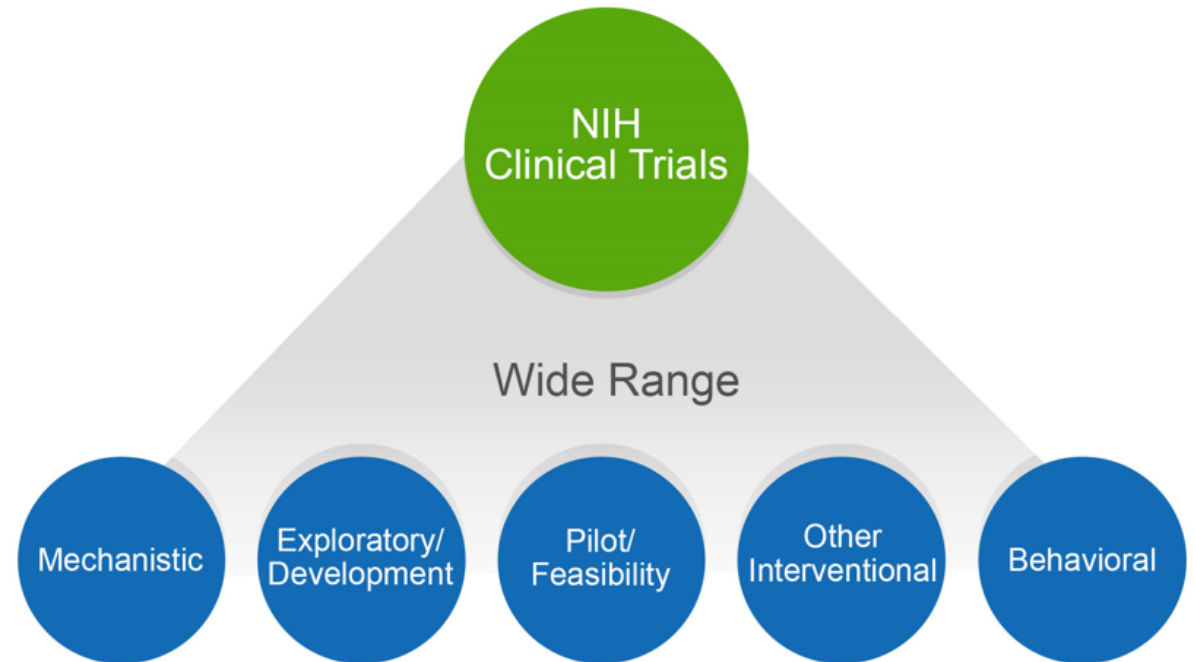 NIH
Clinical Trials
Wide Range
Mechanistic
Exploratory/
Development
Pilot/
Feasibility
Other
Interventional
Behavioral